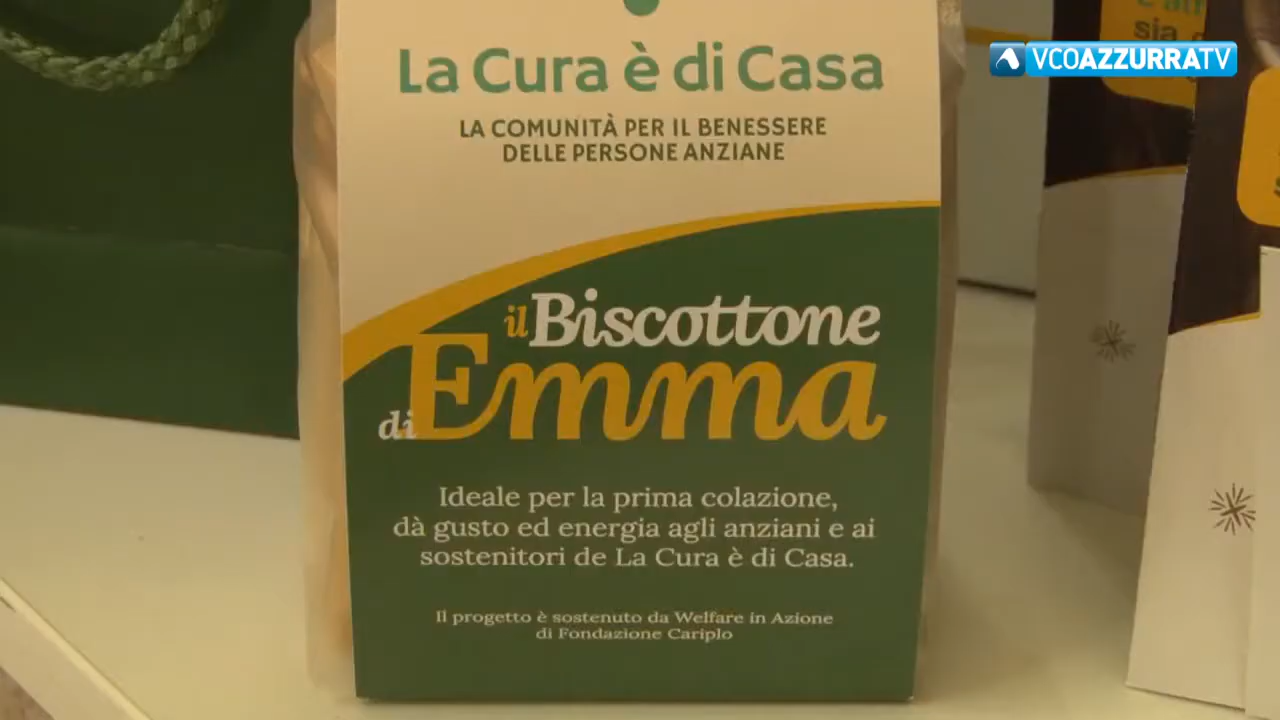 La Cura è di Casa
LA COMUNITÀ PER IL BENESSERE
DELLE PERSONE ANZIANE
il Biscottone
di Emma
Ideale per la prima colazione,
dà gusto ed energia agli anziani e ai
sostenitori de La Cura è di Casa.
Il progetto è sostenuto da Welfare in Azione
di Fondazione Cariplo
VCOAZZURRATV
sia